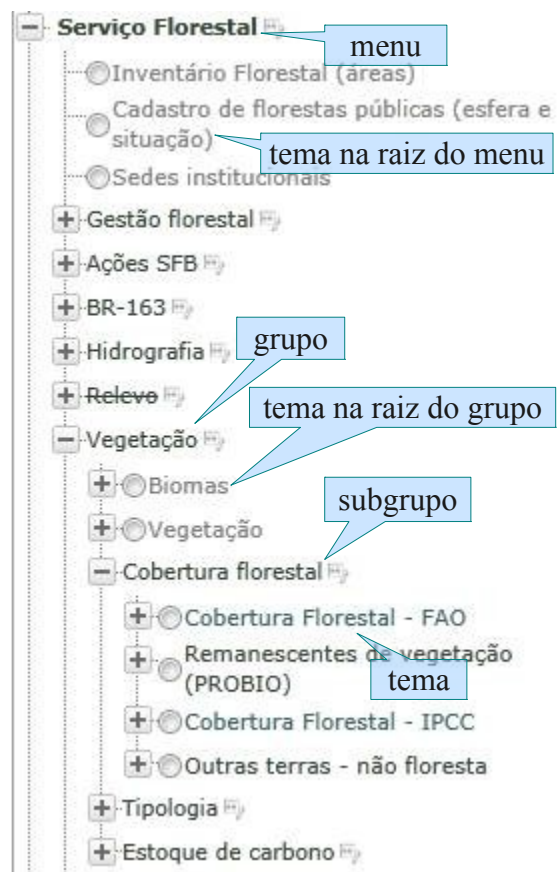 Serviço Florestal
menu
Inventário Florestal (áreas)
Cadastro de florestas públicas (esfera e
situação)
tema na raiz do menu
Sedes institucionais
Gestão florestal
Ações SFB
BR-163
grupo
Hidrografia
Relevo
tema na raiz do grupo
Vegetação
Biomas
subgrupo
Vegetação
Cobertura florestal
Cobertura Florestal - FAO
Remanescentes de vegetação
(PROBIO)
tema
Cobertura Florestal - IPCC
Outras terras - não floresta
Tipologia
Estoque de carbono